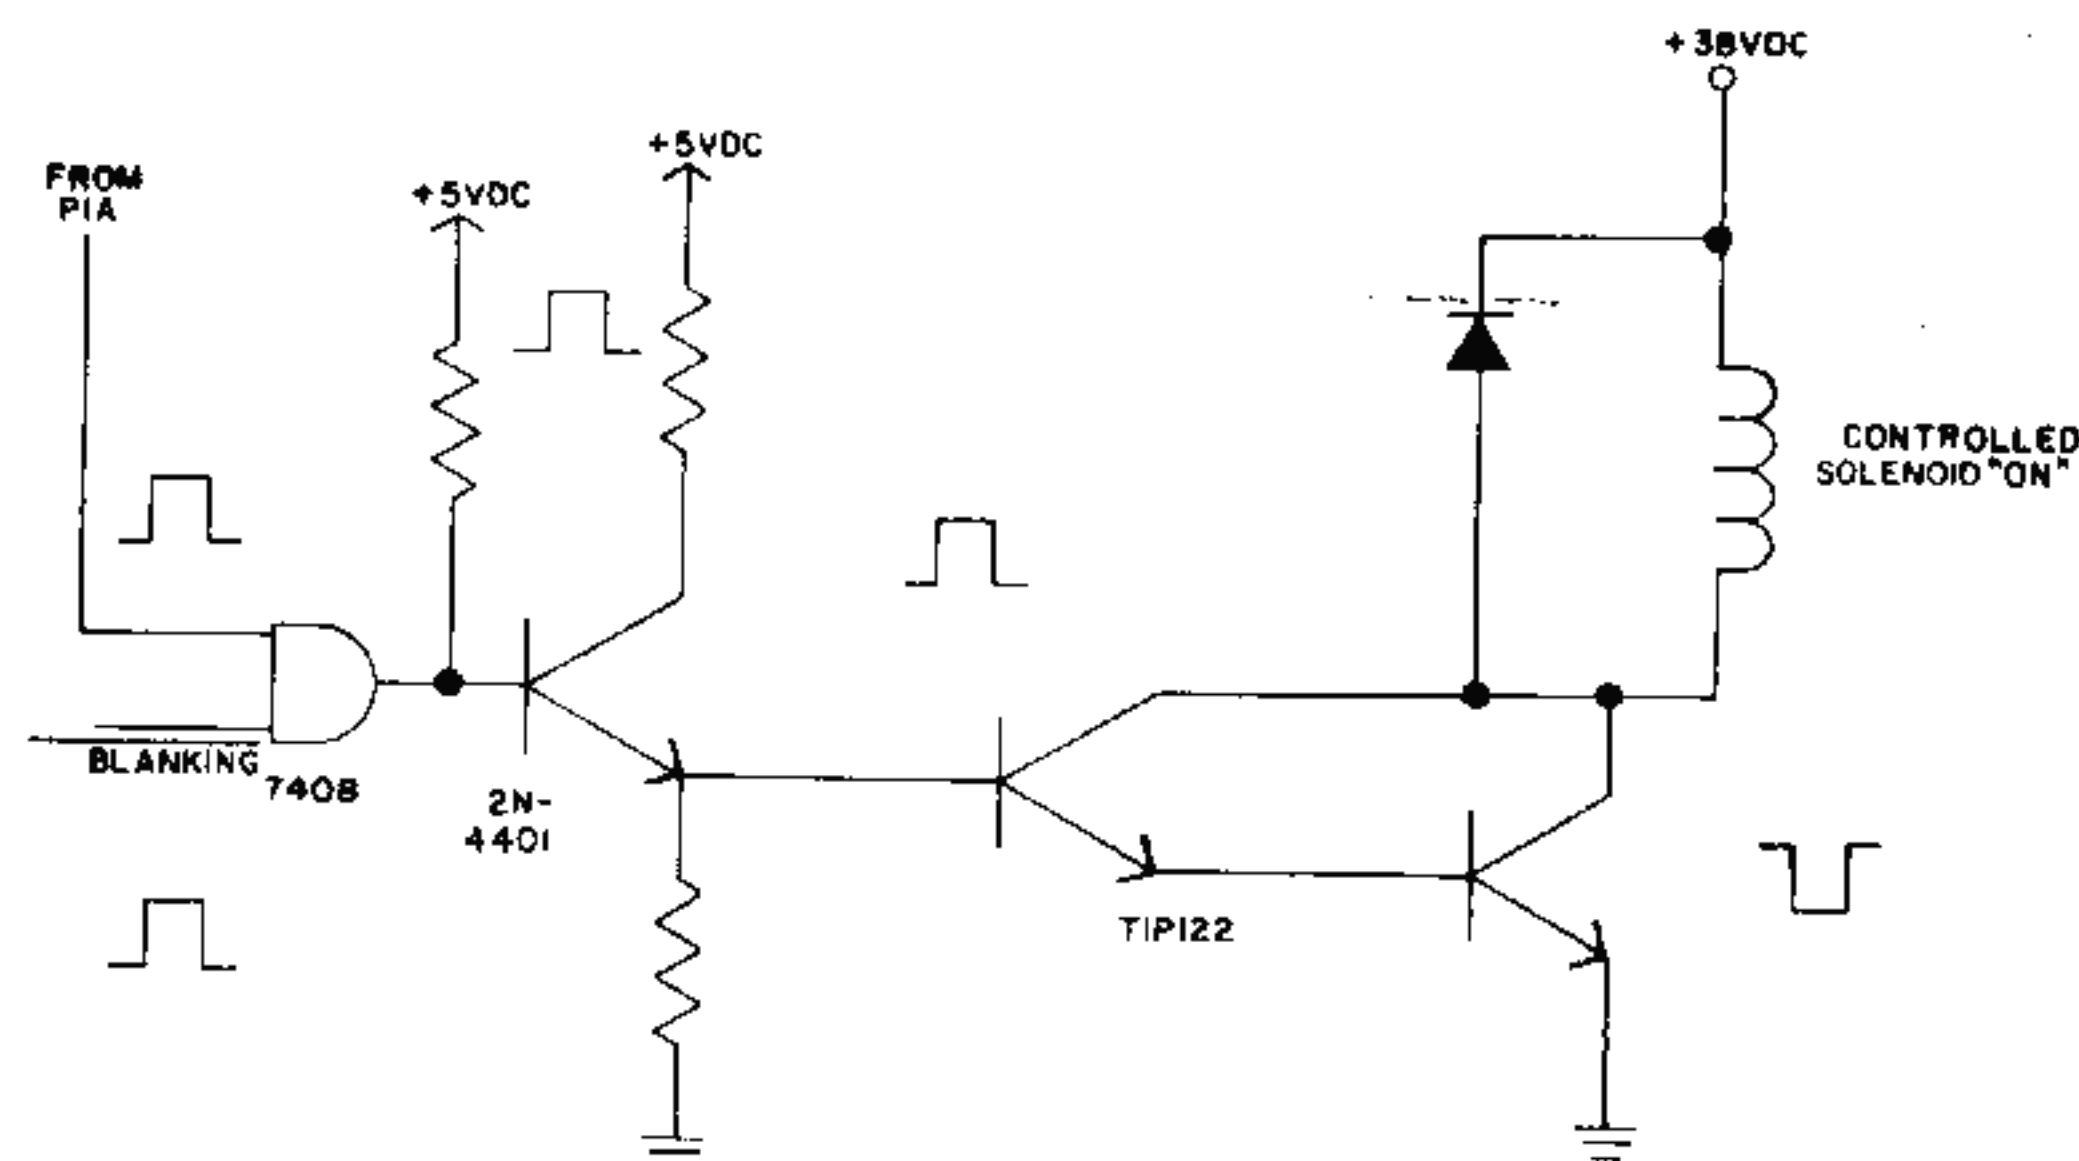 +38VDC
+5VDC
FROM
PIA
+5VDC
CONTROLLED
SOLENOID "ON"
BLANKING
7408
2N-
4401
TIP122